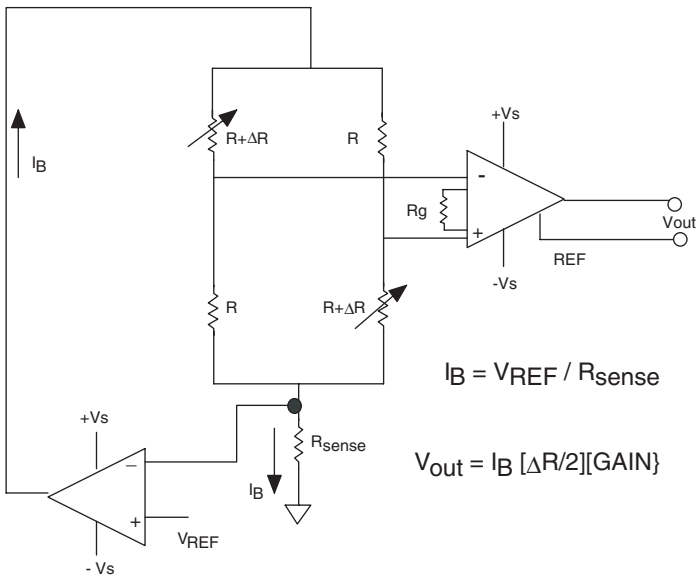 R+ΔR
R
+Vs
IB
-
Rg
+
Vout
REF
-Vs
R
R+ΔR
IB = VREF / Rsense
+Vs
Rsense
Vout = IB [ΔR/2][GAIN}
–
IB
+
VREF
- Vs